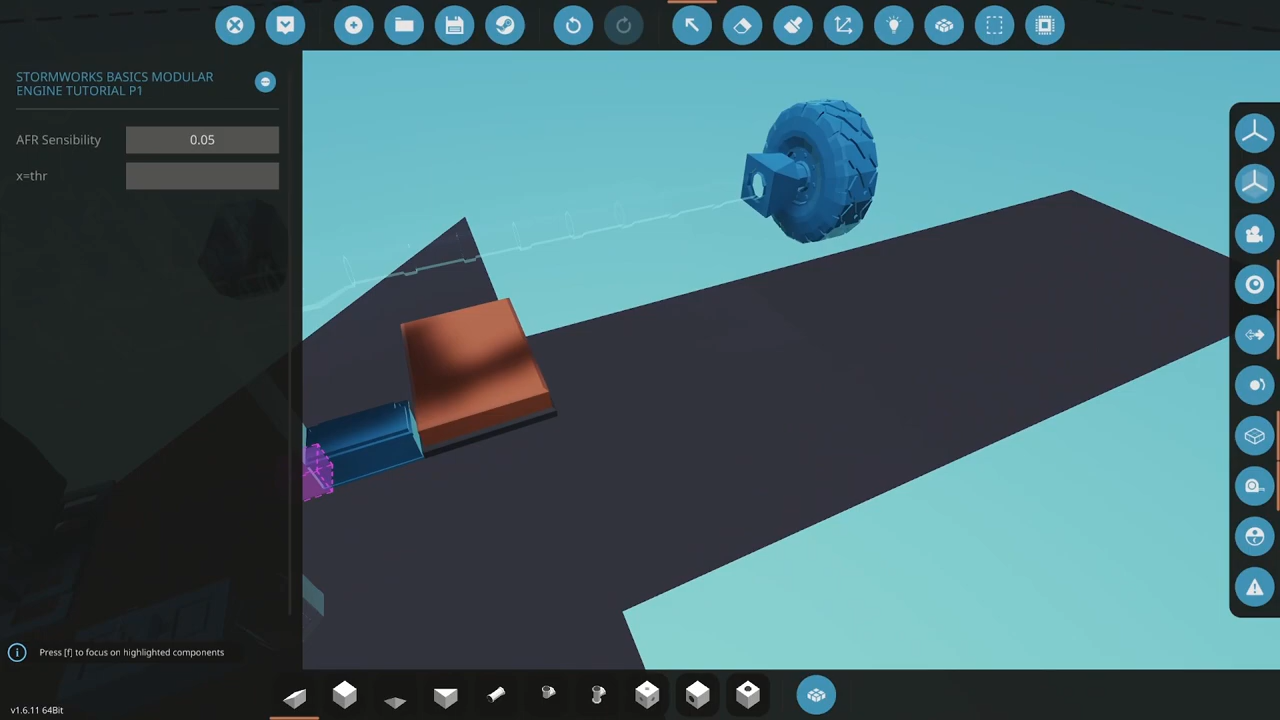 STORMWORKS BASICS MODULAR
ENGINE TUTORIAL P1
AFR Sensibility
0.05
x=thr
Press [f] to focus on highlighted components
v1.6.11 64Bit